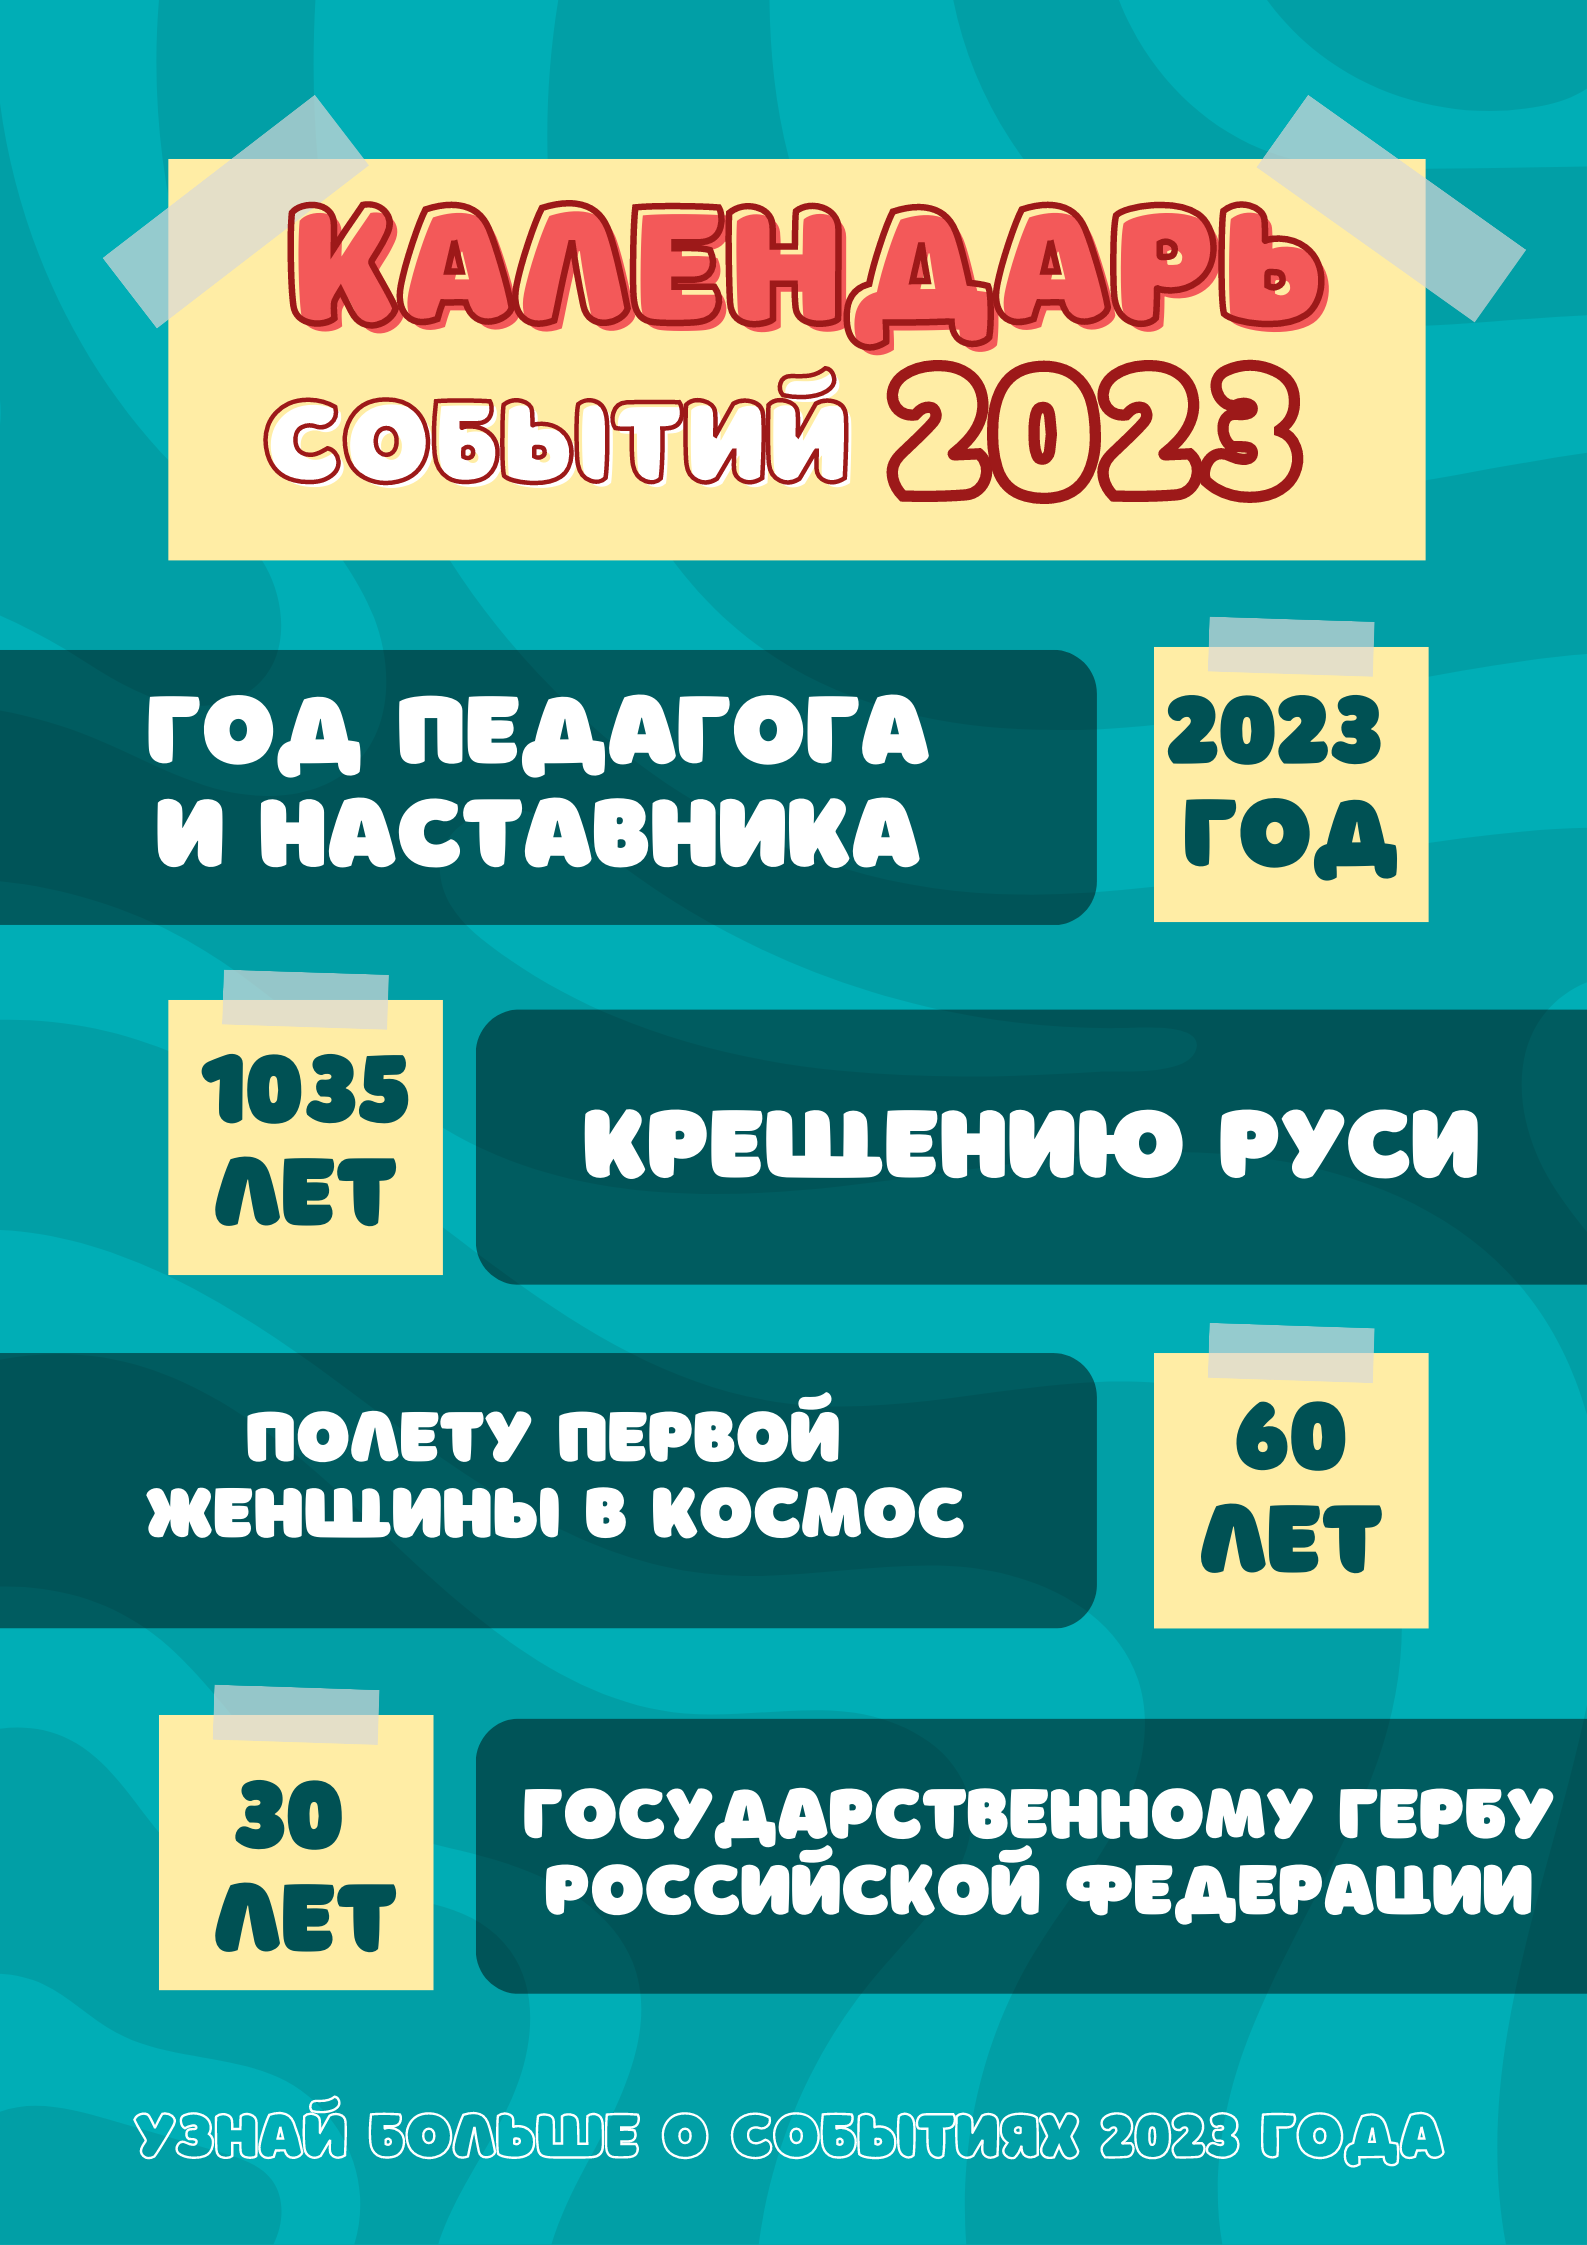 КАЛЕНДАРЬ
СОБЫТИЙ 2023
ГОД ПЕДАГОГА
И НАСТАВНИКА
2023
ГОД
1035
ЛЕТ
КРЕЩЕНИЮ РУСИ
ПОЛЕТУ ПЕРВОЙ
ЖЕНЩИНЫ В КОСМОС
60
ЛЕТ
30
ЛЕТ
ГОСУДАРСТВЕННОМУ ГЕРБУ
РОССИЙСКОЙ ФЕДЕРАЦИИ
УЗНАЙ БОЛЬШЕ О СОБЫТИЯХ 2023 ГОДА